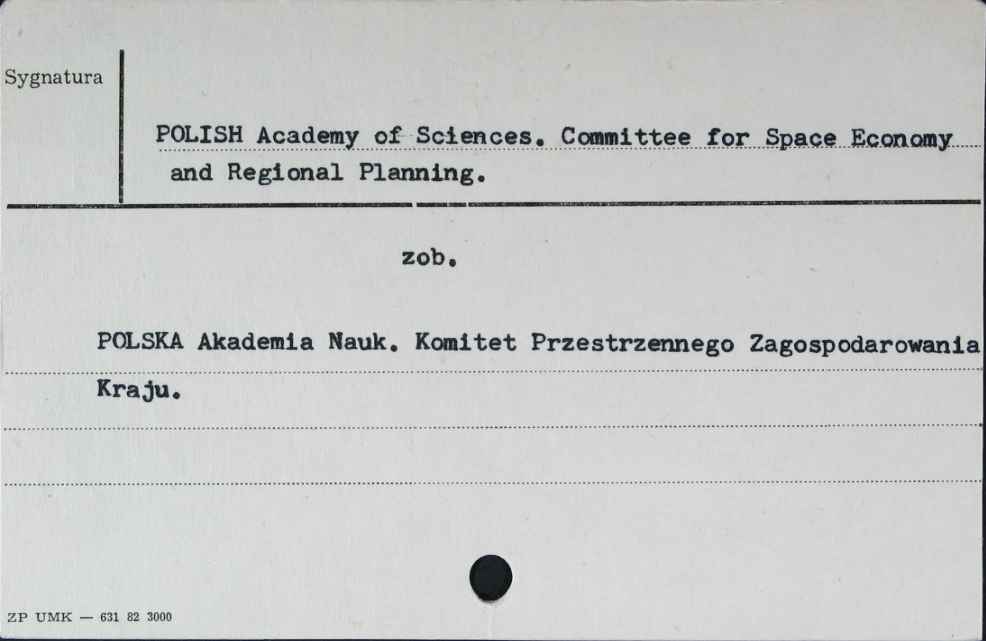 Sygnatura
POLISH Academy of Sciences. Committee for Space Economy
and Regional Planning.
zob.
POLSKA Akademia Nauk. Komitet Przestrzennego Zagospodarowania
Kraju.
ZP UMK — 631 82 3000